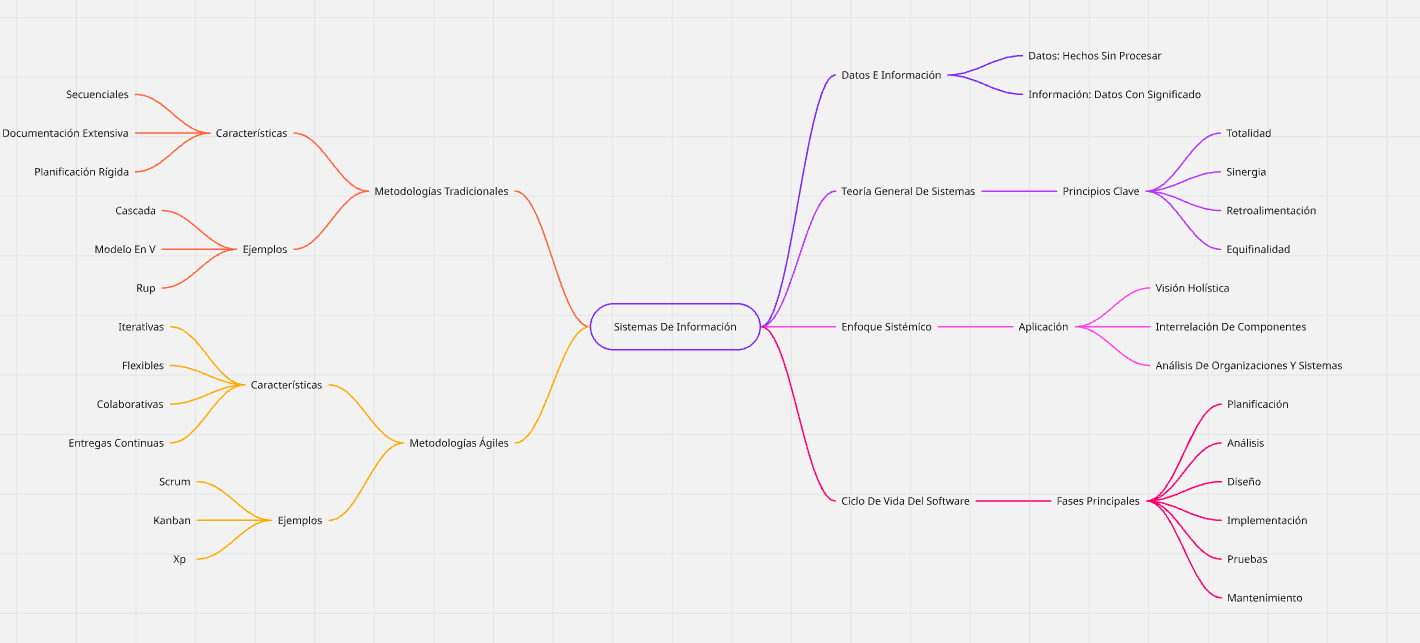 Sistemas De Información
Datos E Información
Datos: Hechos Sin Procesar
Información: Datos Con Significado
Teoría General De Sistemas
Principios Clave
Totalidad
Sinergia
Retroalimentación
Equifinalidad
Enfoque Sistémico
Aplicación
Visión Holística
Interrelación De Componentes
Análisis De Organizaciones Y Sistemas
Ciclo De Vida Del Software
Fases Principales
Planificación
Análisis
Diseño
Implementación
Pruebas
Mantenimiento
Metodologías Tradicionales
Características
Secuenciales
Documentación Extensiva
Planificación Rígida
Ejemplos
Cascada
Modelo En V
Rup
Metodologías Ágiles
Características
Iterativas
Flexibles
Colaborativas
Entregas Continuas
Ejemplos
Scrum
Kanban
Xp